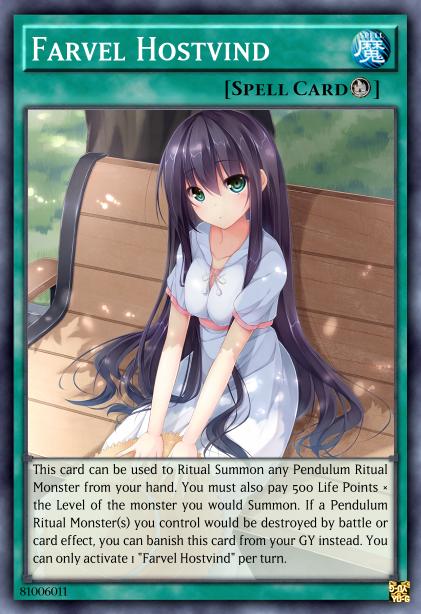 Farvel Hostvind
SPELL
魔
[Spell Card]
This card can be used to Ritual Summon any Pendulum Ritual
Monster from your hand. You must also pay 500 Life Points ×
the Level of the monster you would Summon. If a Pendulum
Ritual Monster(s) you control would be destroyed by battle or
card effect, you can banish this card from your GY instead. You
can only activate 1 "Farvel Hostvind" per turn.
81006011